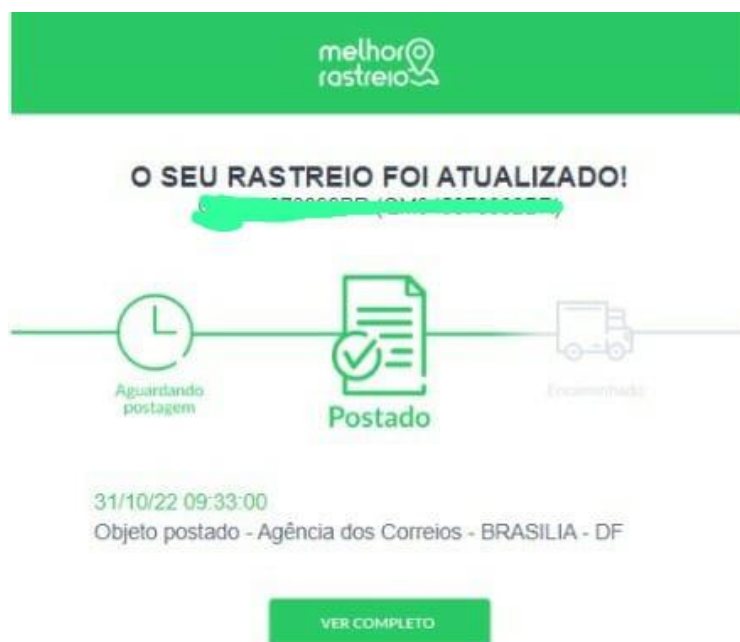 melhor
rastreio
O SEU RASTREIO FOI ATUALIZADO!
Aguardando
postagem
Postado
Encaminhado
31/10/22 09:33:00
Objeto postado - Agência dos Correios - BRASILIA - DF
VER COMPLETO